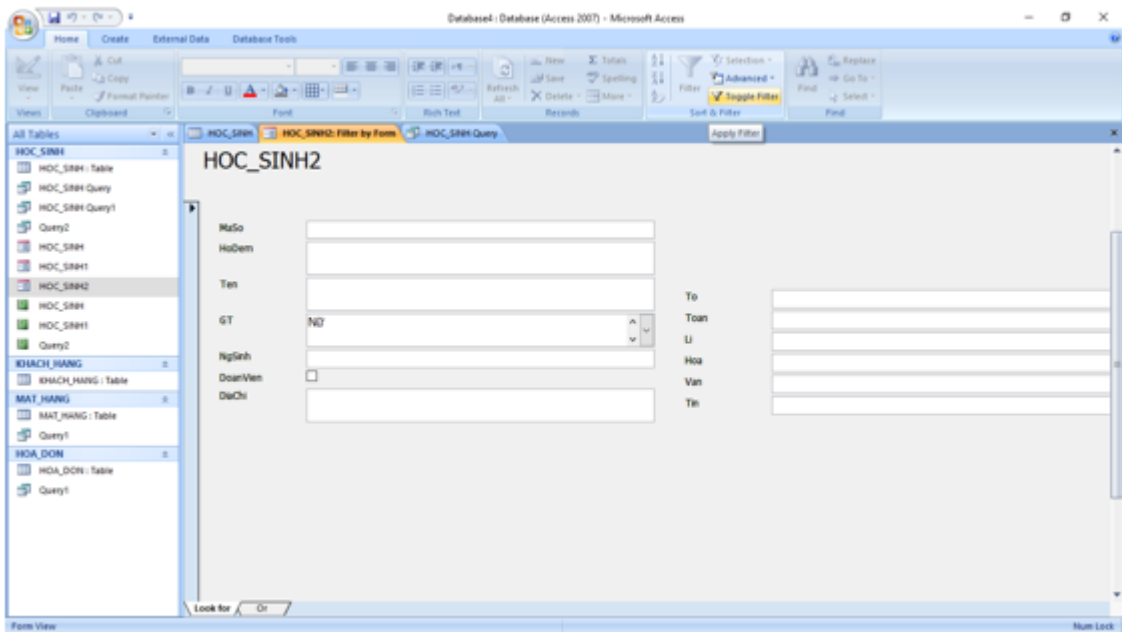 Database4 : Database (Access 2007) - Microsoft Access
Home Create External Data Database Tools
View Paste Cut Copy Format Painter
Refresh All New Save Delete Totals Spelling More
Filter Selection Advanced Toggle Filter
Find Replace Go To Select
Views Clipboard Font Rich Text Records Sort & Filter Find
All Tables
HOC_SINH HOC_SINH2: Filter by Form HOC_SINH Query
Apply Filter
HOC_SINH
HOC_SINH : Table
HOC_SINH Query
HOC_SINH Query1
Query2
HOC_SINH
HOC_SINH1
HOC_SINH2
HOC_SINH
HOC_SINH1
Query2
KHACH_HANG
KHACH_HANG : Table
MAT_HANG
MAT_HANG : Table
Query1
HOA_DON
HOA_DON : Table
Query1
HOC_SINH2
MaSo
HoDem
Ten
GT
NgSinh
DoanVien
DiaChi
To
Toan
Li
Hoa
Van
Tin
Look for Or
Form View Num Lock